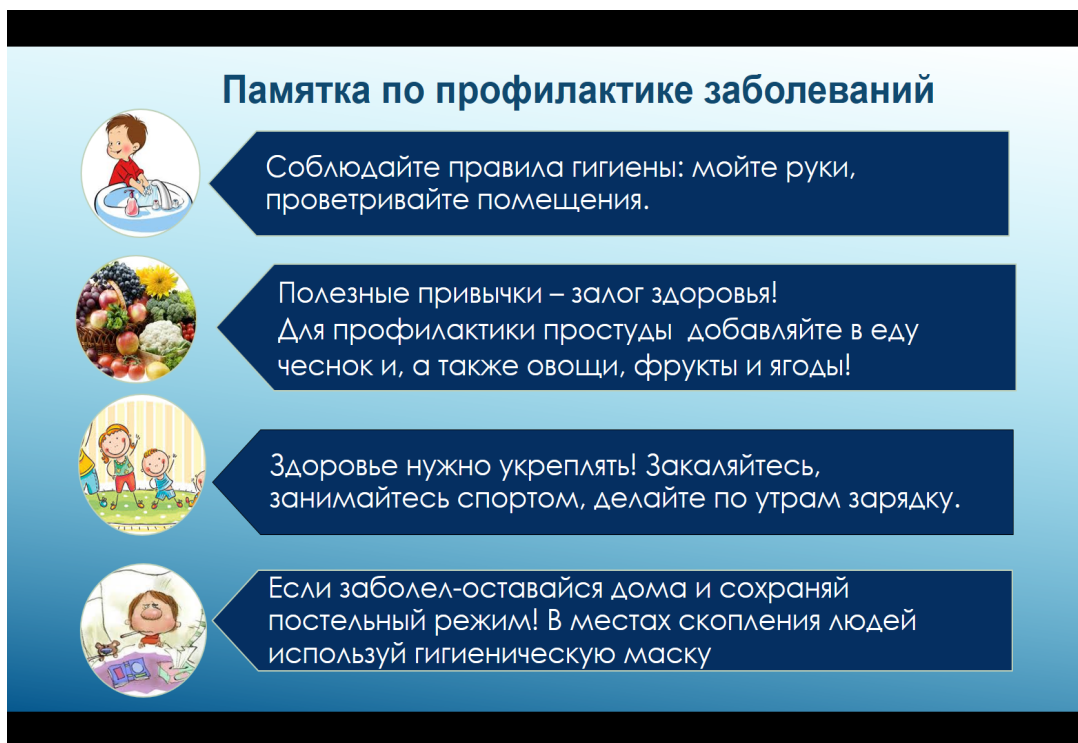 Памятка по профилактике заболеваний
Соблюдайте правила гигиены: мойте руки,
проветривайте помещения.
Полезные привычки – залог здоровья!
Для профилактики простуды  добавляйте в еду
чеснок и, а также овощи, фрукты и ягоды!
Здоровье нужно укреплять! Закаляйтесь,
занимайтесь спортом, делайте по утрам зарядку.
Если заболел-оставайся дома и сохраняй
постельный режим! В местах скопления людей
используй гигиеническую маску